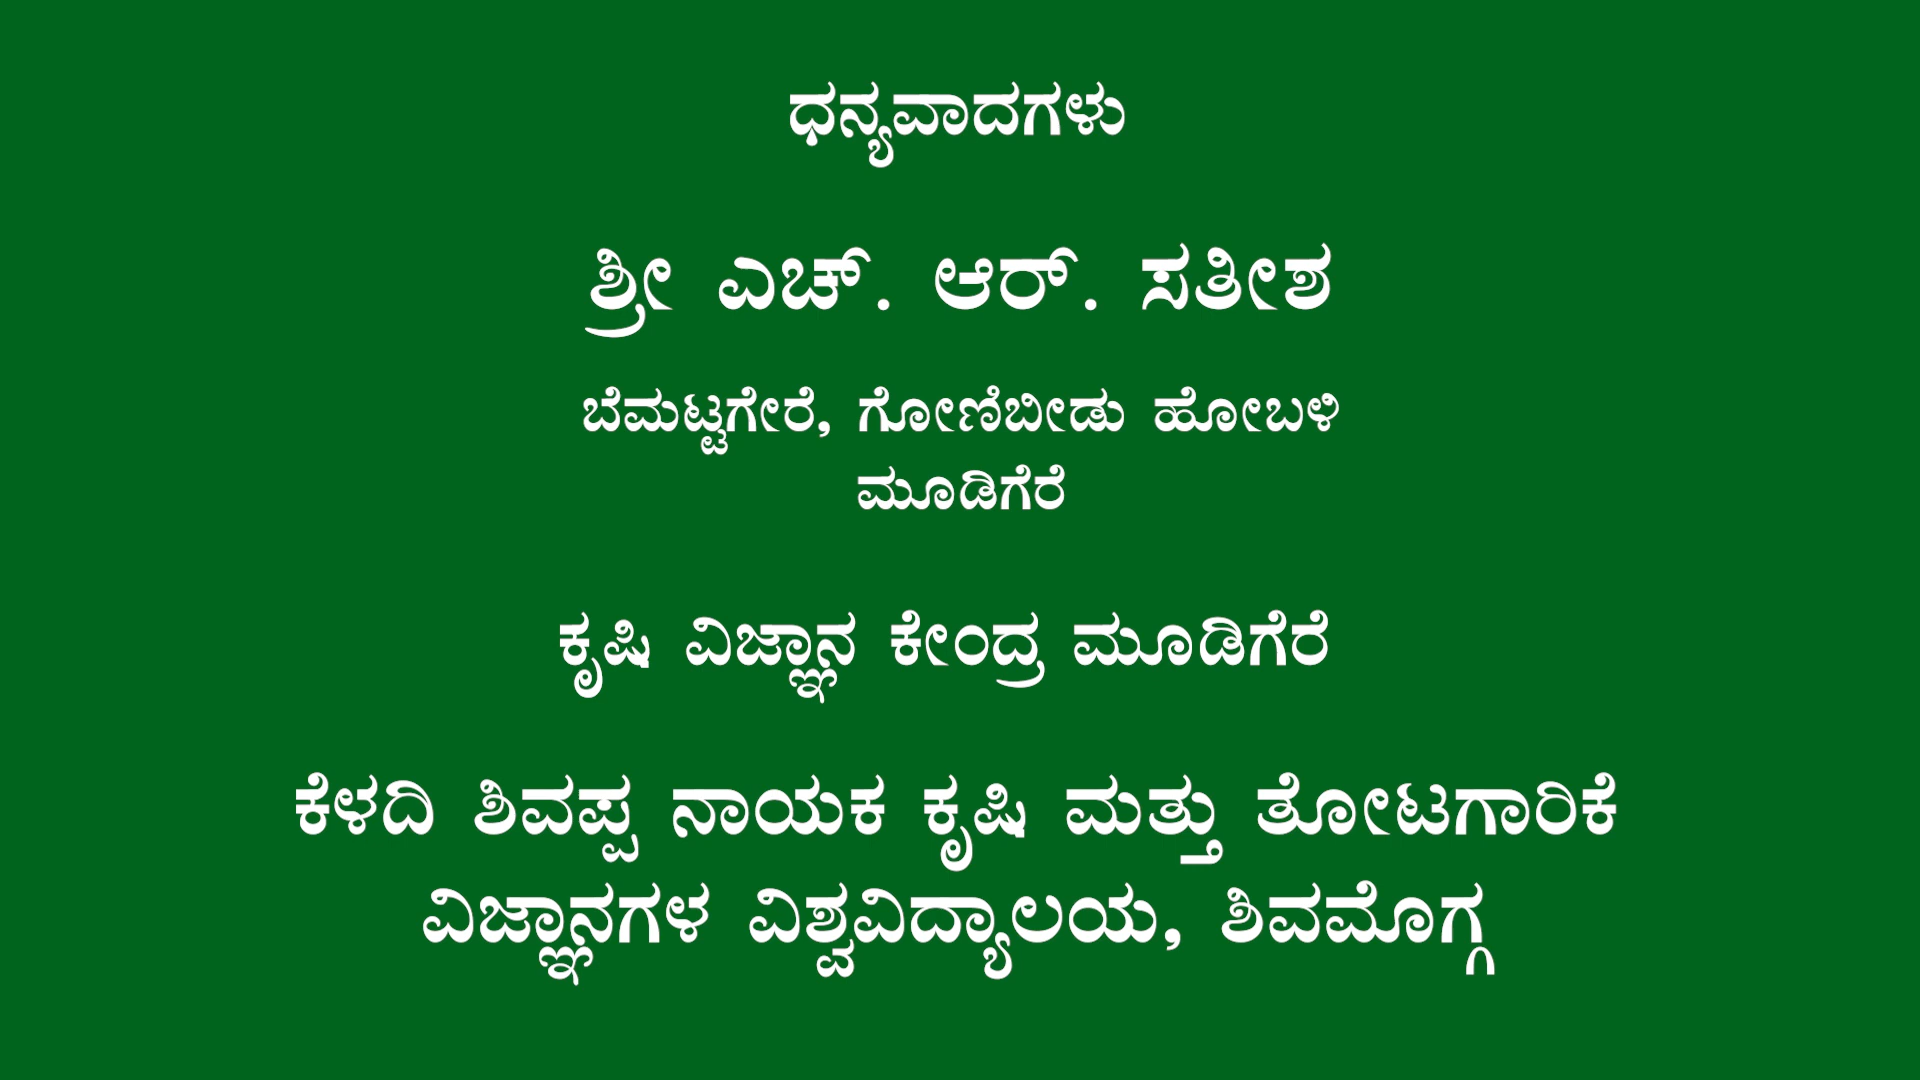 ಧನ್ಯವಾದಗಳು
ಶ್ರೀ ಎಚ್. ಆರ್. ಸತೀಶ
ಬೆಮಟ್ಟಗೇರೆ, ಗೋಣಿಬೀಡು ಹೋಬಳಿ
ಮೂಡಿಗೆರೆ
ಕೃಷಿ ವಿಜ್ಞಾನ ಕೇಂದ್ರ ಮೂಡಿಗೆರೆ
ಕೆಳದಿ ಶಿವಪ್ಪ ನಾಯಕ ಕೃಷಿ ಮತ್ತು ತೋಟಗಾರಿಕೆ
ವಿಜ್ಞಾನಗಳ ವಿಶ್ವವಿದ್ಯಾಲಯ, ಶಿವಮೊಗ್ಗ